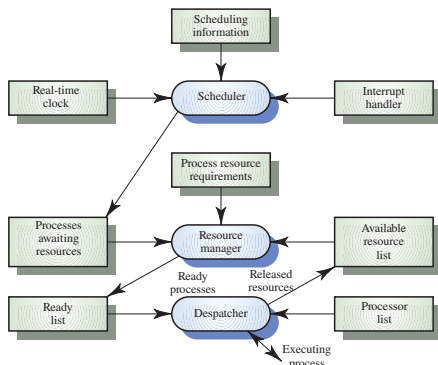 Scheduling
information
Real-time
clock
Scheduler
Interrupt
handler
Process resource
requirements
Processes
awaiting
resources
Resource
manager
Available
resource
list
Ready
processes
Released
resources
Ready
list
Despatcher
Processor
list
Executing
process